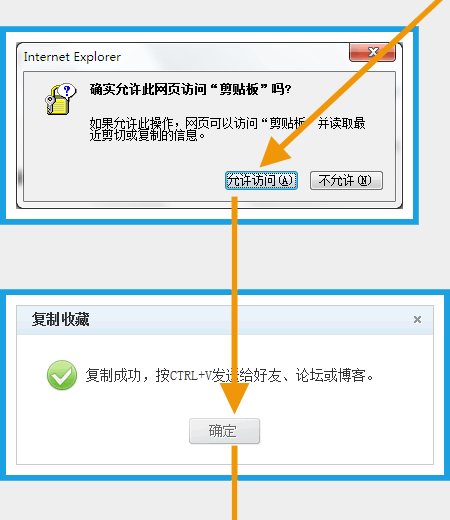 Internet Explorer
确实允许此网页访问“剪贴板”吗?
如果允许此操作，网页可以访问“剪贴板”并读取最
近剪切或复制的信息。
允许访问(A) 不允许(N)
复制收藏
复制成功，按CTRL+V发送给好友、论坛或博客。
确定